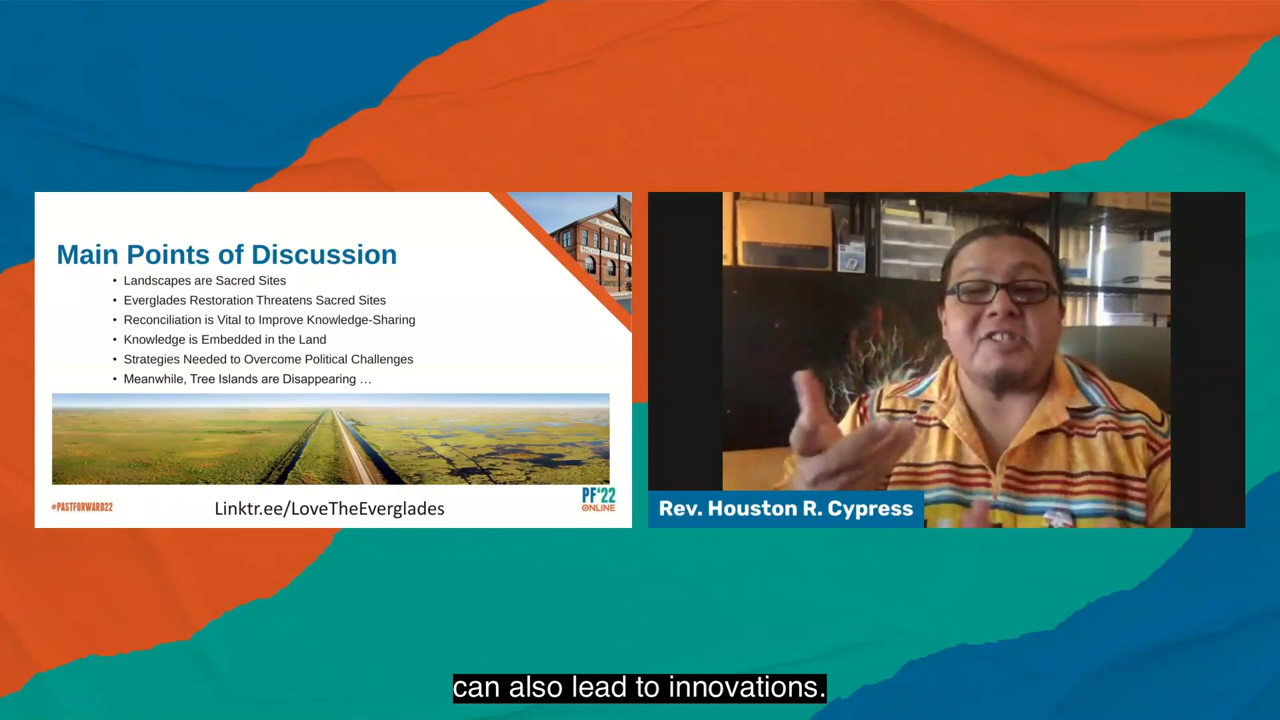 Main Points of Discussion
• Landscapes are Sacred Sites
• Everglades Restoration Threatens Sacred Sites
• Reconciliation is Vital to Improve Knowledge-Sharing
• Knowledge is Embedded in the Land
• Strategies Needed to Overcome Political Challenges
• Meanwhile, Tree Islands are Disappearing …
#PASTFORWARD22
Linktr.ee/LoveTheEverglades
PF‘22
ONLINE
Rev. Houston R. Cypress
can also lead to innovations.